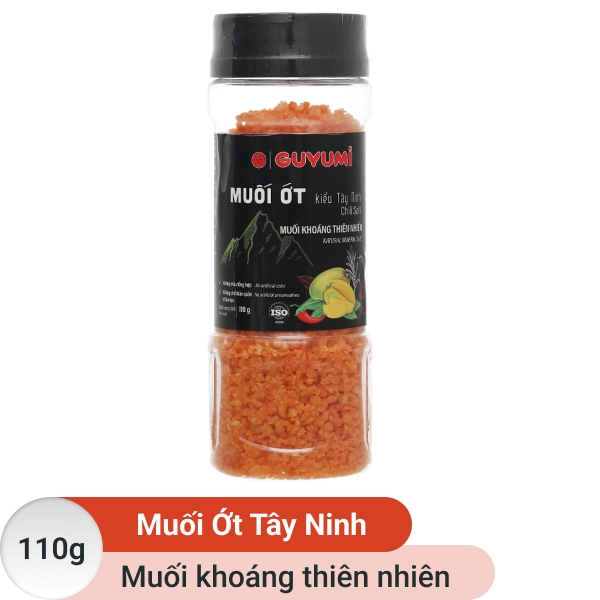 GUYUMI
MUỐI ỚT kiểu Tây Ninh
Chili Salt
MUỐI KHOÁNG THIÊN NHIÊN
NATURAL MINERAL SALT
No artificial color
No artificial preservatives
110 g
ISO
110g
Muối Ớt Tây Ninh
Muối khoáng thiên nhiên